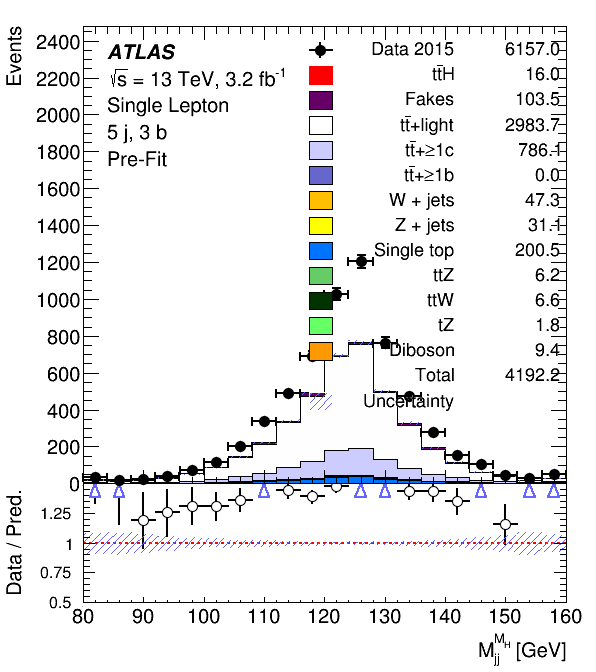 Events
2400
2200
2000
1800
1600
1400
1200
1000
800
600
400
200
0
ATLAS
√s = 13 TeV, 3.2 fb⁻¹
Single Lepton
5 j, 3 b
Pre-Fit
Data 2015 6157.0
tt̄H 16.0
Fakes 103.5
tt̄+light 2983.7
tt̄+≥1c 786.1
tt̄+≥1b 0.0
W + jets 47.3
Z + jets 31.1
Single top 200.5
ttZ 6.2
ttW 6.6
tZ 1.8
Diboson 9.4
Total 4192.2
Uncertainty
Data / Pred.
1.25
1
0.75
0.5
80 90 100 110 120 130 140 150 160
M_jj^M_H [GeV]